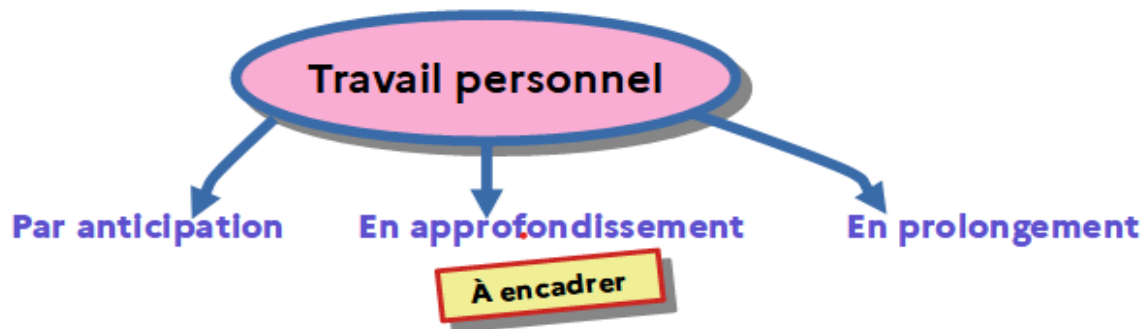 Travail personnel
Par anticipation
En approfondissement
En prolongement
À encadrer